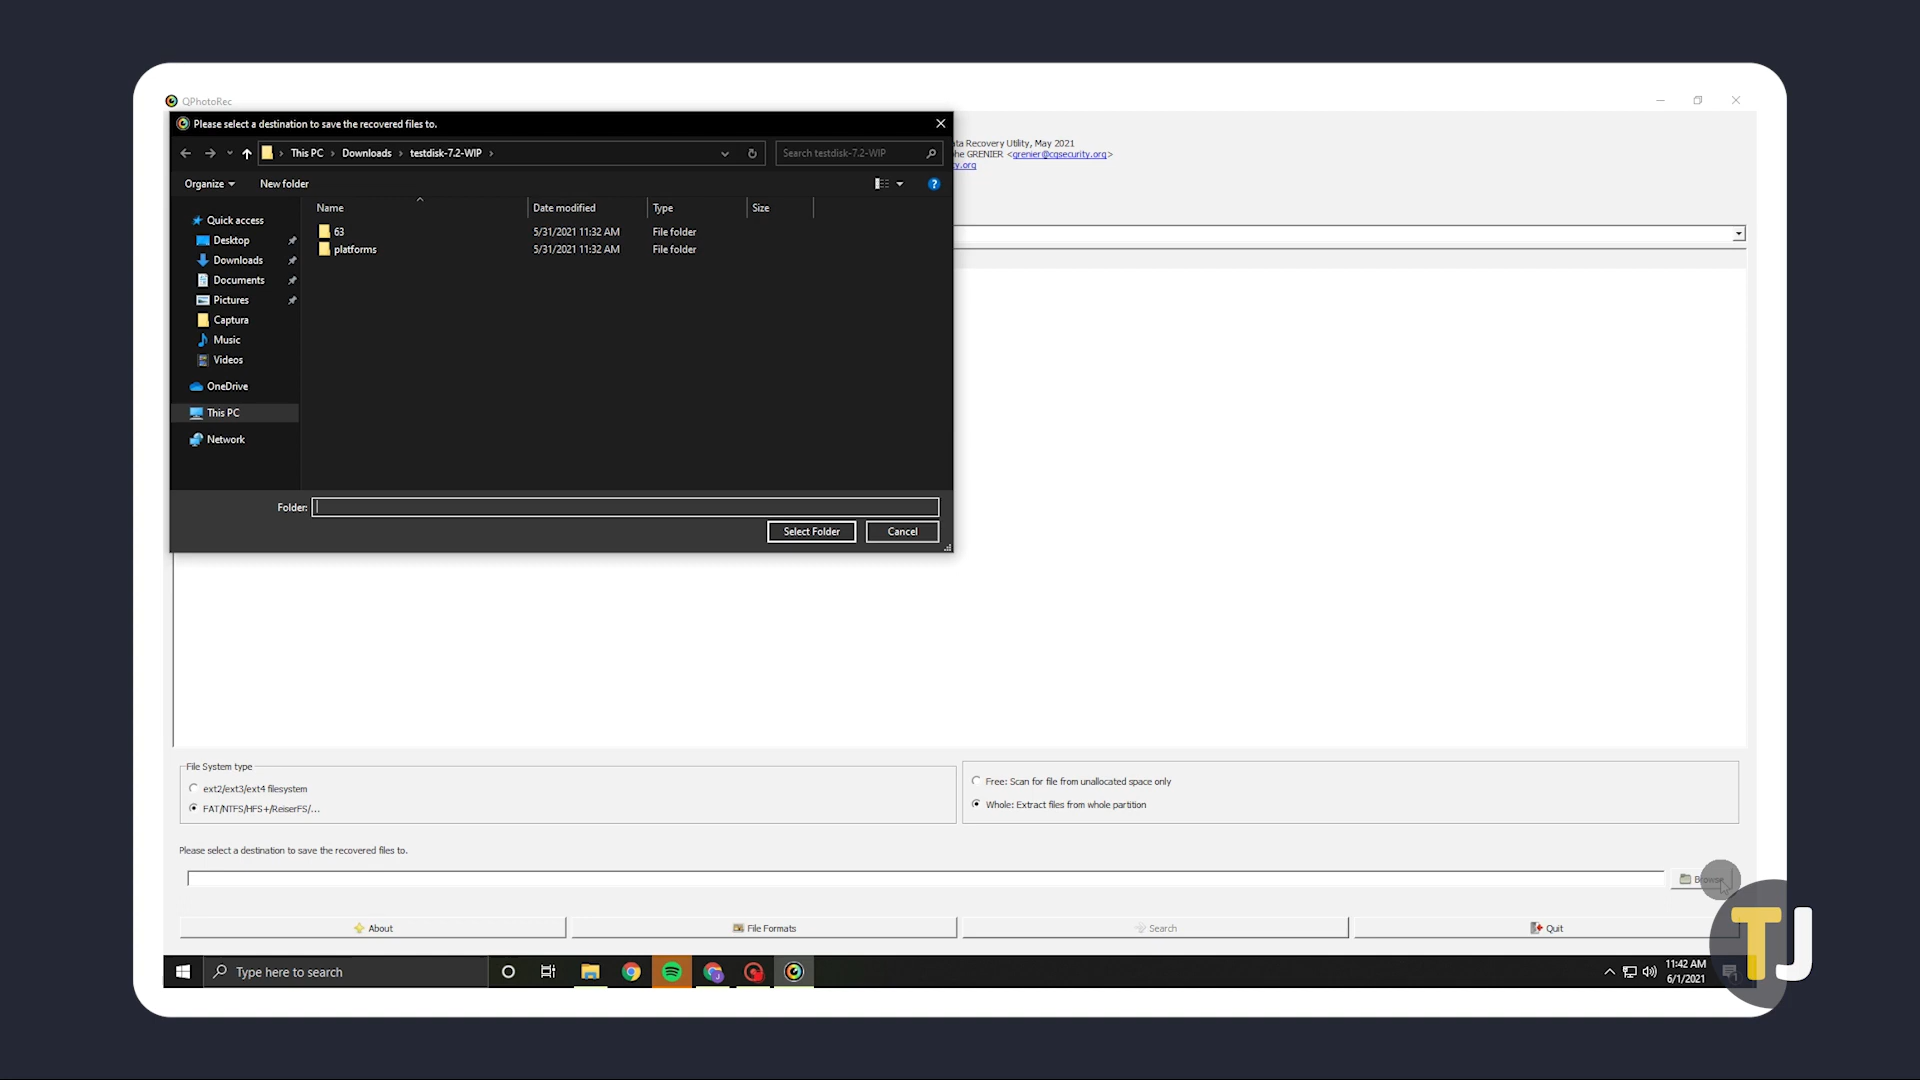 QPhotoRec
Please select a destination to save the recovered files to.
This PC > Downloads > testdisk-7.2-WIP >
Search testdisk-7.2-WIP
ata Recovery Utility, May 2021
he GRENIER <grenier@cgsecurity.org>
ty.org
Organize
New folder
Name
Date modified
Type
Size
63
5/31/2021 11:32 AM
File folder
platforms
5/31/2021 11:32 AM
File folder
Quick access
Desktop
Downloads
Documents
Pictures
Captura
Music
Videos
OneDrive
This PC
Network
Folder:
Select Folder
Cancel
File System type
ext2/ext3/ext4 filesystem
FAT/NTFS/HFS+/ReiserFS/...
Free: Scan for file from unallocated space only
Whole: Extract files from whole partition
Please select a destination to save the recovered files to.
Browse
About
File Formats
Search
Quit
Type here to search
11:42 AM
6/1/2021
TJ